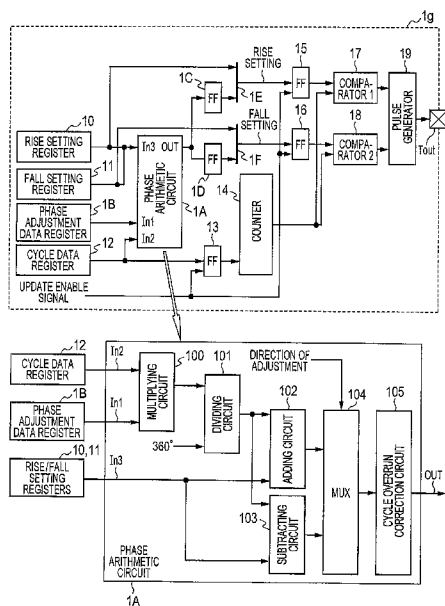 1g
15
17
19
RISE
SETTING
1C
FF
1E
FF
COMPA-
RATOR 1
PULSE
GENERATOR
10
RISE SETTING
REGISTER
11
FALL SETTING
REGISTER
1B
PHASE
ADJUSTMENT
DATA REGISTER
12
CYCLE DATA
REGISTER
In3 OUT
PHASE
ARITHMETIC
CIRCUIT
In1
In2
1A
FF
1D
FALL
SETTING
1F
16
FF
18
COMPA-
RATOR 2
Tout
14
COUNTER
13
FF
UPDATE ENABLE
SIGNAL
12
CYCLE DATA
REGISTER
In2
100
MULTIPLYING
CIRCUIT
101
DIVIDING
CIRCUIT
DIRECTION OF
ADJUSTMENT
102
104
105
1B
PHASE ADJUSTMENT
DATA REGISTER
In1
360°
ADDING
CIRCUIT
MUX
CYCLE OVERRUN
CORRECTION CIRCUIT
OUT
10, 11
RISE/FALL
SETTING
REGISTERS
In3
103
SUBTRACTING
CIRCUIT
PHASE
ARITHMETIC
CIRCUIT
1A